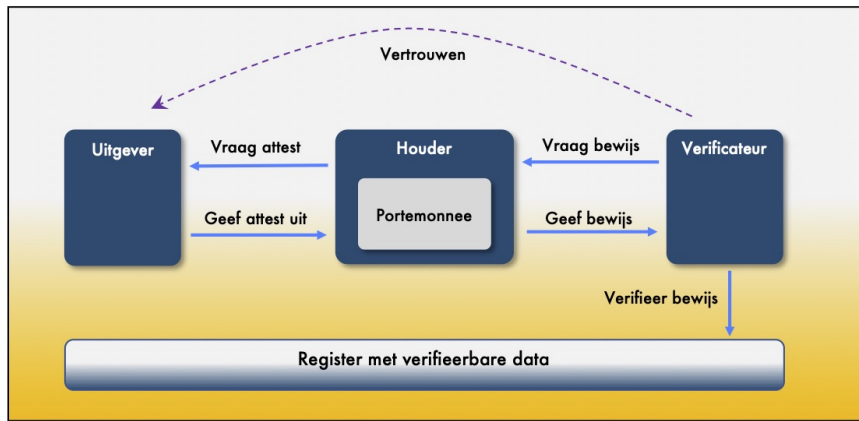 Vertrouwen
Uitgever
Vraag attest
Houder
Vraag bewijs
Verificateur
Geef attest uit
Portemonnee
Geef bewijs
Verifieer bewijs
Register met verifieerbare data